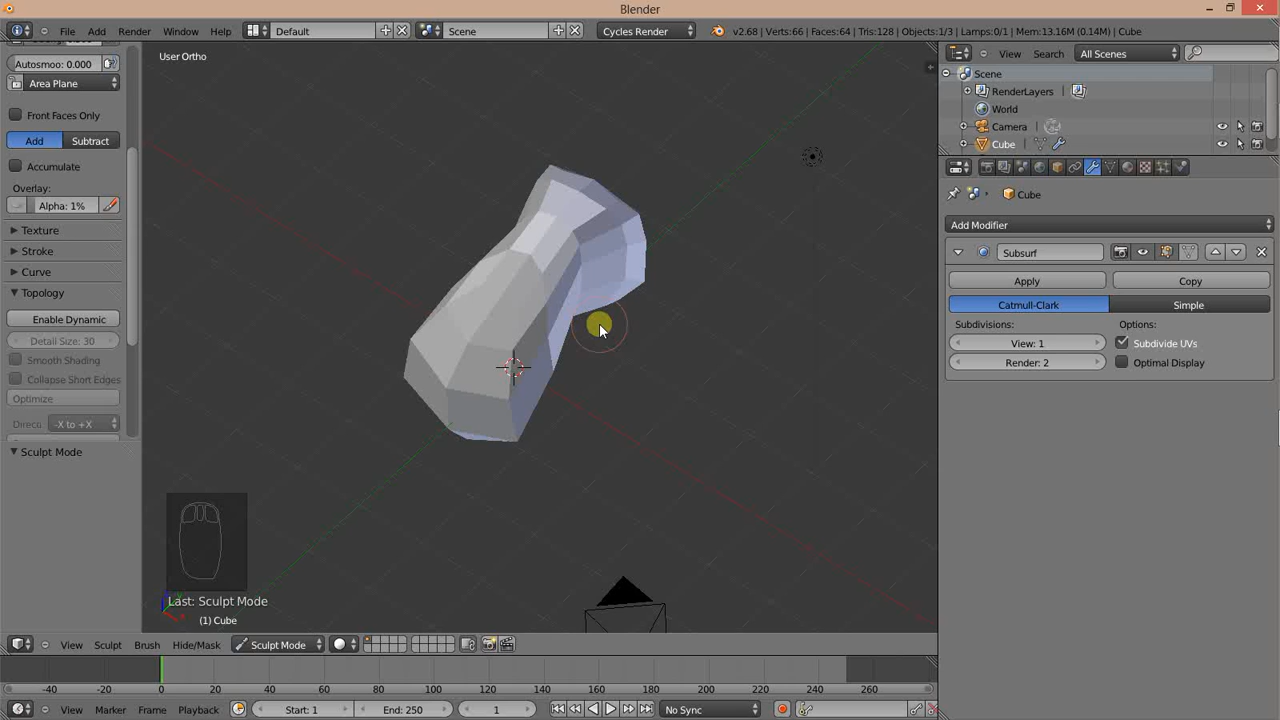 Blender
File Add Render Window Help Default Scene Cycles Render v2.68 | Verts:66 | Faces:64 | Tris:128 | Objects:1/3 | Lamps:0/1 | Mem:13.16M (0.14M) | Cube
Autosmoo: 0.000
Area Plane
Front Faces Only
Add Subtract
Accumulate
Overlay:
Alpha: 1%
Texture
Stroke
Curve
Topology
Enable Dynamic
Detail Size: 30
Smooth Shading
Collapse Short Edges
Optimize
-X to +X
Sculpt Mode
User Ortho
Last: Sculpt Mode
(1) Cube
View Search All Scenes
Scene
RenderLayers
World
Camera
Cube
Cube
Add Modifier
Subsurf
Apply Copy
Catmull-Clark Simple
Subdivisions: Options:
View: 1 Subdivide UVs
Render: 2 Optimal Display
View Sculpt Brush Hide/Mask Sculpt Mode
-40 -20 0 20 40 60 80 100 120 140 160 180 200 220 240 260
View Marker Frame Playback Start: 1 End: 250 1 No Sync